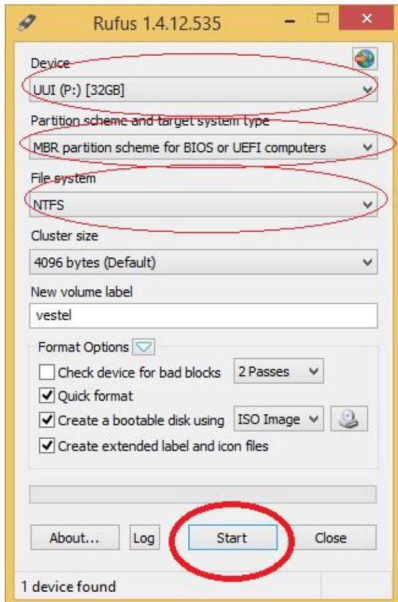 Rufus 1.4.12.535
Device
UUI (P:) [32GB]
Partition scheme and target system type
MBR partition scheme for BIOS or UEFI computers
File system
NTFS
Cluster size
4096 bytes (Default)
New volume label
vestel
Format Options
Check device for bad blocks 2 Passes
Quick format
Create a bootable disk using ISO Image
Create extended label and icon files
About... Log Start Close
1 device found